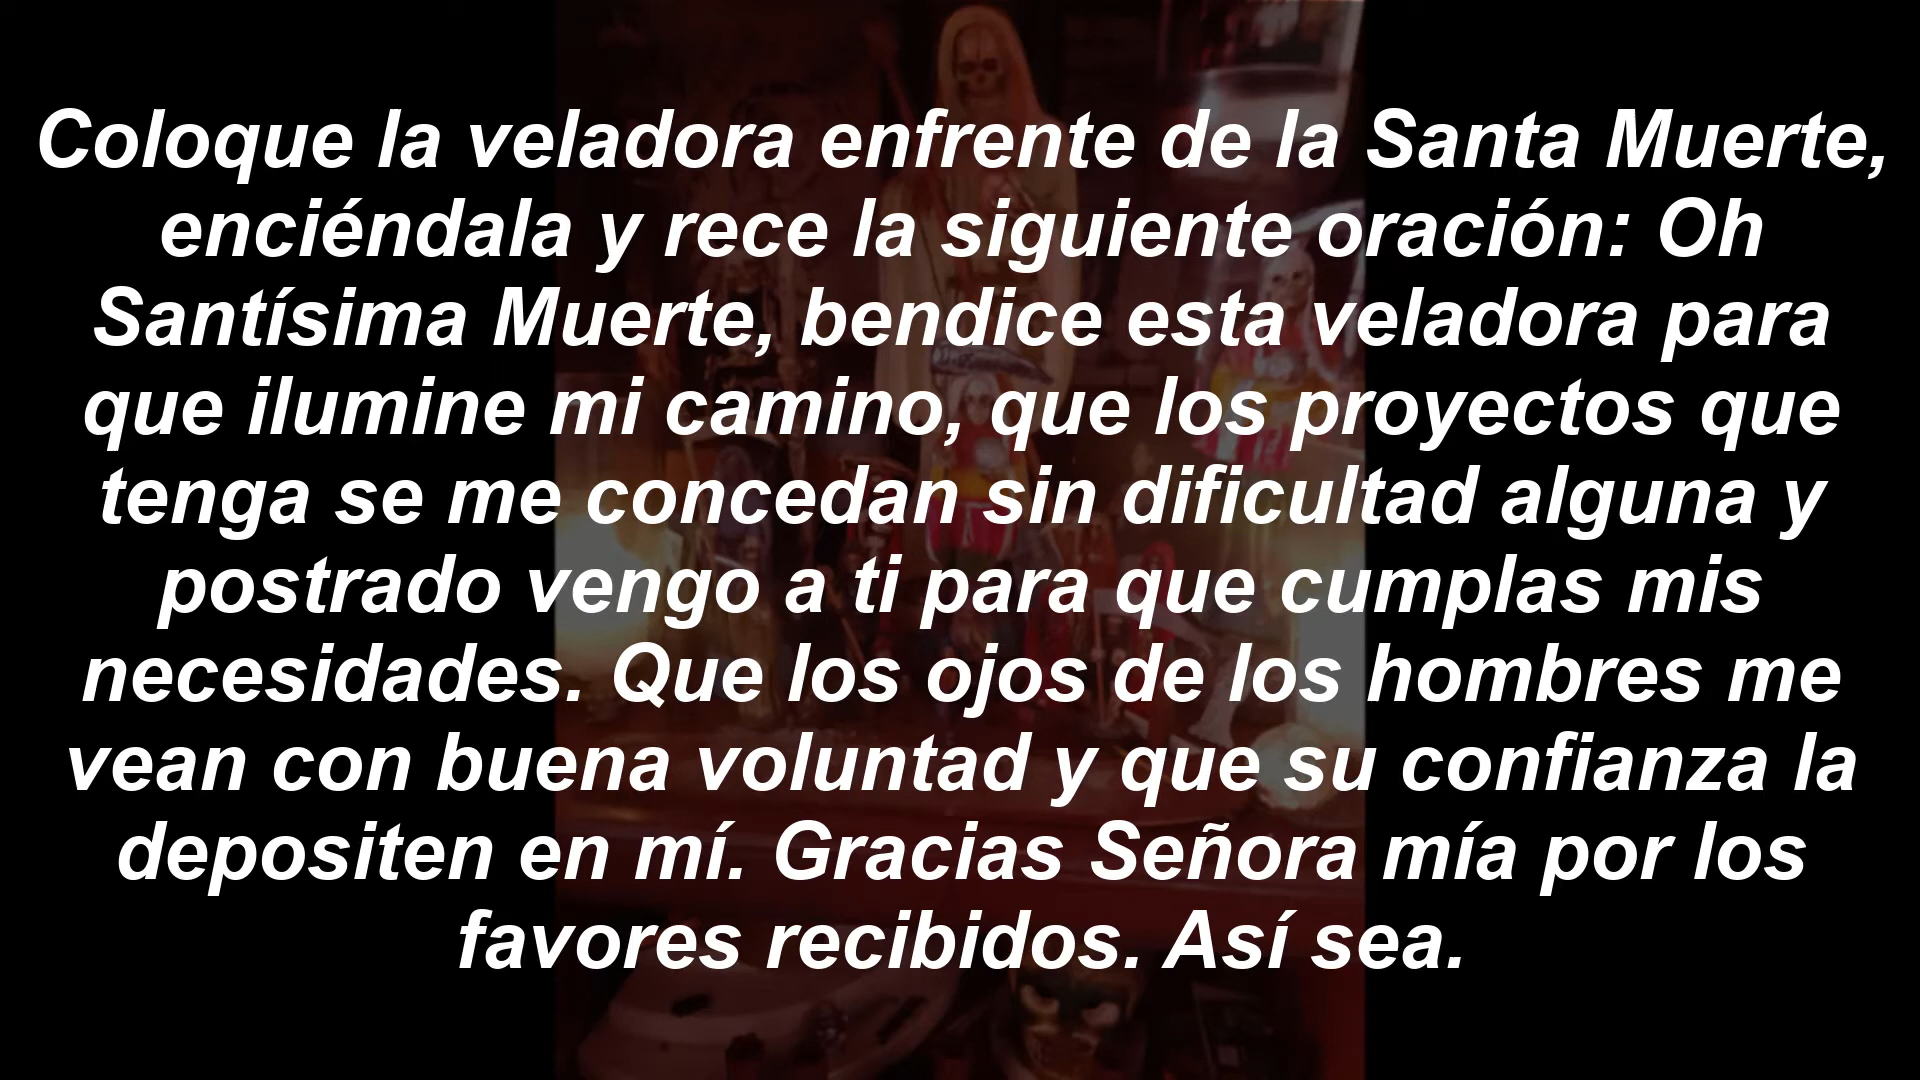 Coloque la veladora enfrente de la Santa Muerte,
enciéndala y rece la siguiente oración: Oh
Santísima Muerte, bendice esta veladora para
que ilumine mi camino, que los proyectos que
tenga se me concedan sin dificultad alguna y
postrado vengo a ti para que cumplas mis
necesidades. Que los ojos de los hombres me
vean con buena voluntad y que su confianza la
depositen en mí. Gracias Señora mía por los
favores recibidos. Así sea.